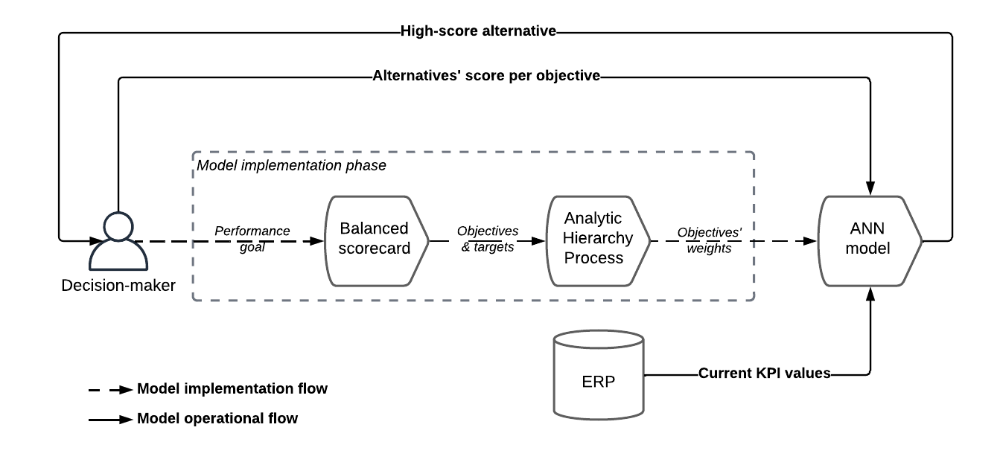 High-score alternative
Alternatives' score per objective
Model implementation phase
Performance
goal
Balanced
scorecard
Objectives
& targets
Analytic
Hierarchy
Process
Objectives'
weights
ANN
model
Decision-maker
ERP
Current KPI values
Model implementation flow
Model operational flow